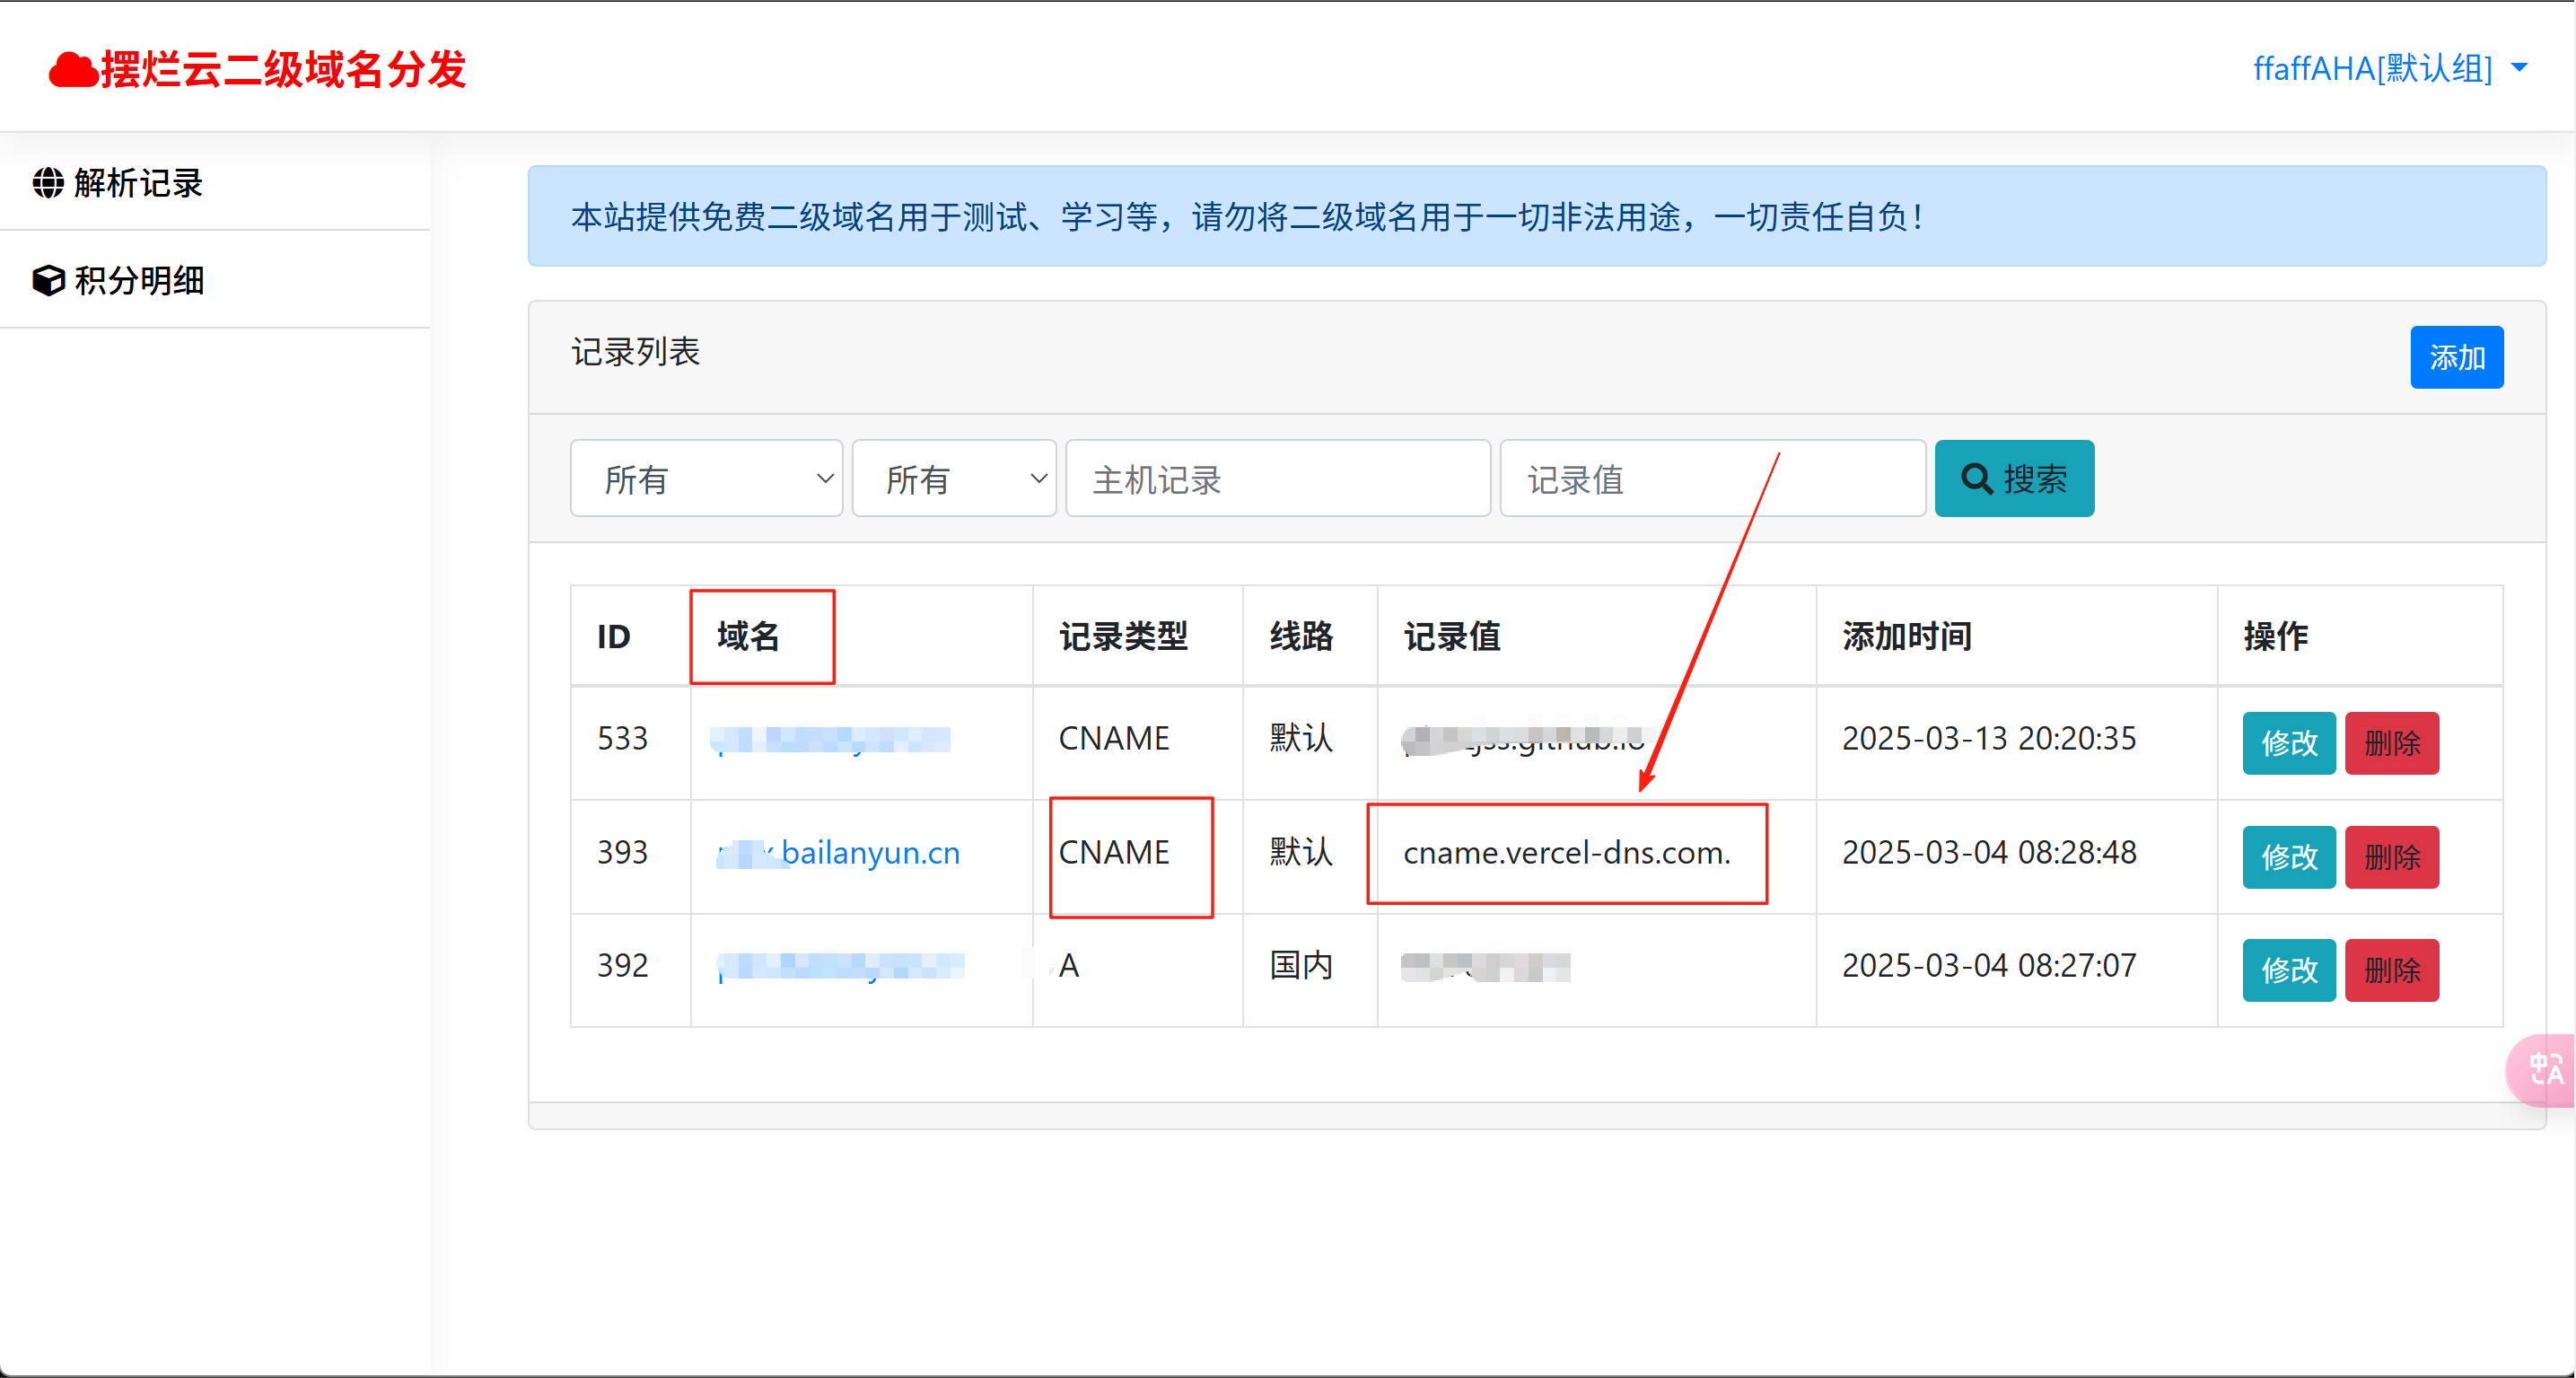 摆烂云二级域名分发
ffaffAHA[默认组]
解析记录
积分明细
本站提供免费二级域名用于测试、学习等，请勿将二级域名用于一切非法用途，一切责任自负！
记录列表
添加
所有 所有 主机记录 记录值 搜索
ID 域名 记录类型 线路 记录值 添加时间 操作
533 CNAME 默认 2025-03-13 20:20:35 修改 删除
393 .bailanyun.cn CNAME 默认 cname.vercel-dns.com. 2025-03-04 08:28:48 修改 删除
392 A 国内 2025-03-04 08:27:07 修改 删除
中A